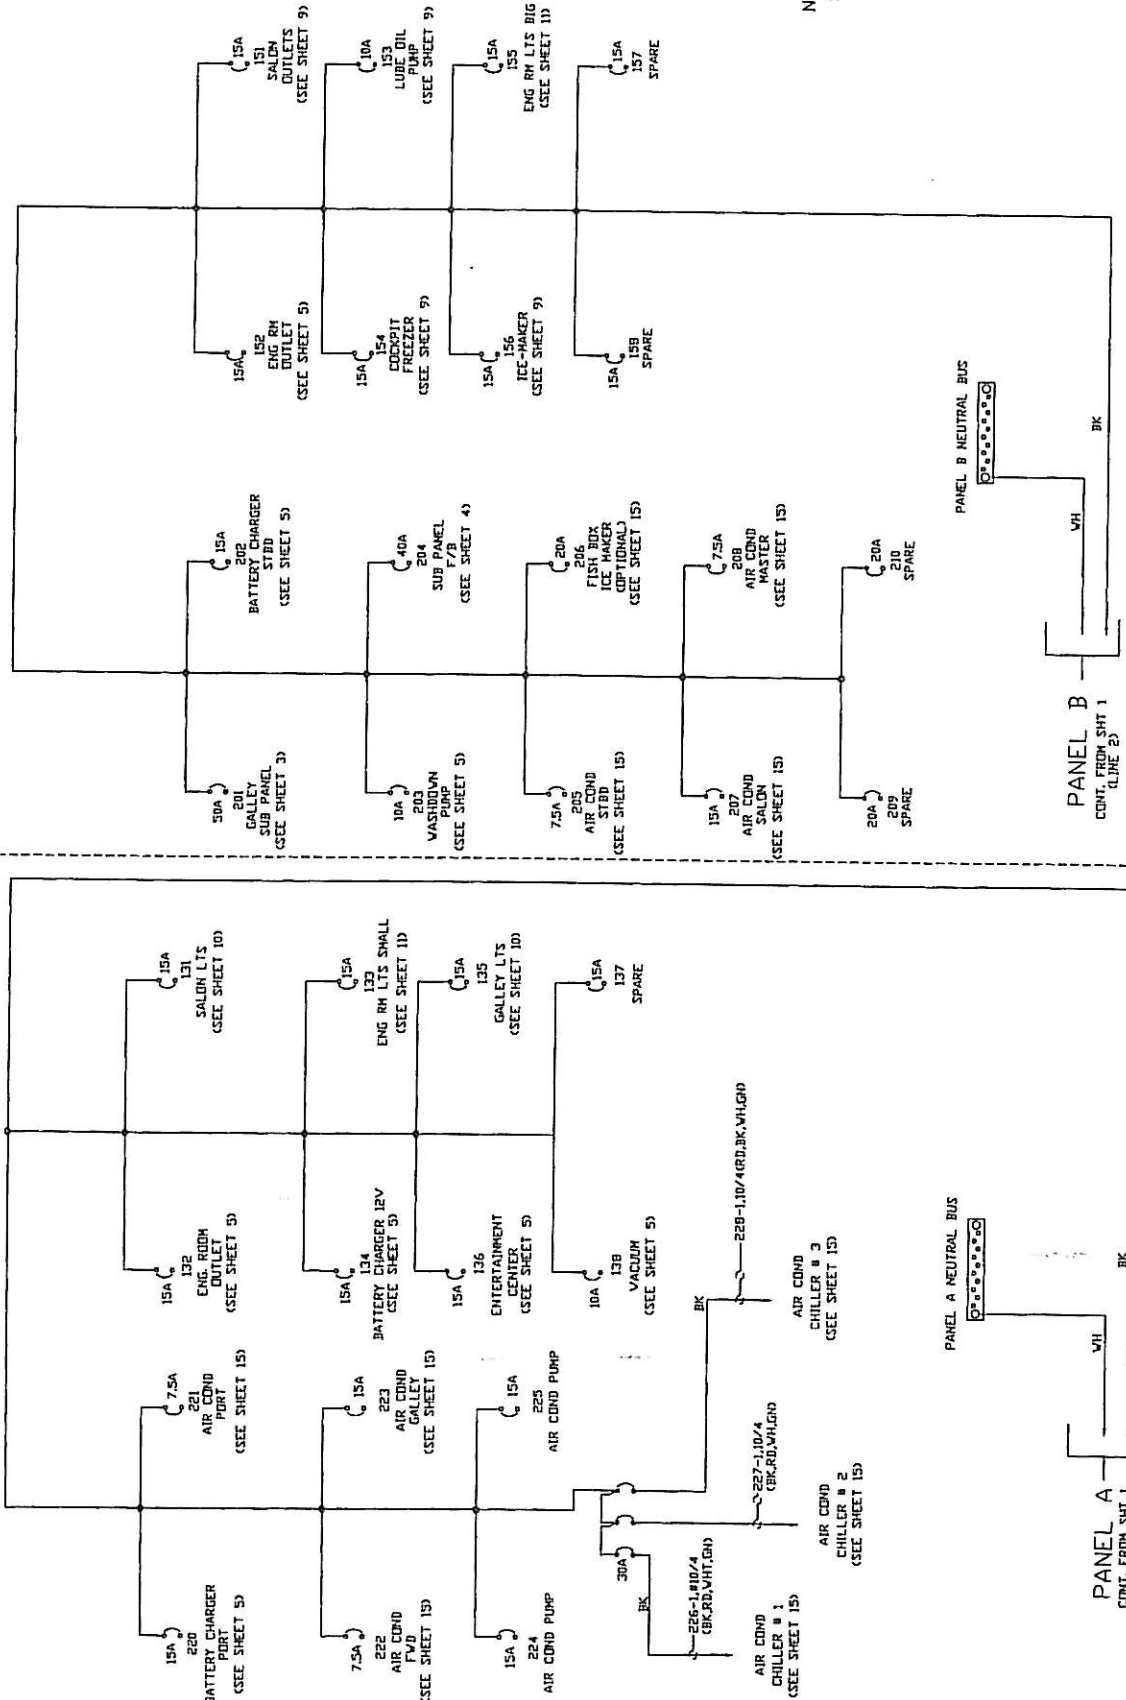 15A
151
SALON
OUTLETS
(SEE SHEET 9)
10A
153
LUBE OIL
PUMP
(SEE SHEET 9)
15A
155
ENG RM LTS BIG
(SEE SHEET 11)
15A
157
SPARE
N
15A
152
ENG RM
OUTLET
(SEE SHEET 5)
15A
154
COCKPIT
FREEZER
(SEE SHEET 9)
15A
156
ICE-MAKER
(SEE SHEET 9)
15A
SPARE
15A
202
BATTERY CHARGER
STBD
(SEE SHEET 5)
40A
204
SUB PANEL
F/B
(SEE SHEET 4)
20A
206
FISH BOX
ICE MAKER
(OPTIONAL)
(SEE SHEET 15)
7.5A
208
AIR COND
MASTER
(SEE SHEET 15)
20A
210
SPARE
50A
201
GALLEY
SUB PANEL
(SEE SHEET 3)
10A
203
WASHDOWN
PUMP
(SEE SHEET 5)
7.5A
205
AIR COND
STBD
(SEE SHEET 15)
15A
207
AIR COND
SALON
(SEE SHEET 15)
20A
209
SPARE
PANEL B NEUTRAL BUS
WH
BK
PANEL B
CONT. FROM SHT 1
(LINE 2)
15A
131
SALON LTS
(SEE SHEET 10)
15A
133
ENG RM LTS SMALL
(SEE SHEET 11)
15A
135
GALLEY LTS
(SEE SHEET 10)
15A
137
SPARE
15A
132
ENG. ROOM
OUTLET
(SEE SHEET 5)
15A
134
BATTERY CHARGER 12V
(SEE SHEET 5)
15A
136
ENTERTAINMENT
CENTER
(SEE SHEET 5)
10A
138
VACUUM
(SEE SHEET 5)
7.5A
221
AIR COND
PORT
(SEE SHEET 15)
15A
223
AIR COND
GALLEY
(SEE SHEET 15)
15A
225
AIR COND PUMP
15A
220
BATTERY CHARGER
PORT
(SEE SHEET 5)
7.5A
222
AIR COND
FWD
(SEE SHEET 15)
15A
224
AIR COND PUMP
30A
BK
226-1,#10/4
(BK,RD,WHT,GN)
AIR COND
CHILLER # 1
(SEE SHEET 15)
227-1,10/4
(BK,RD,WH,GN)
AIR COND
CHILLER # 2
(SEE SHEET 15)
BK
228-1,10/4(RD,BK,WH,GN)
AIR COND
CHILLER # 3
(SEE SHEET 15)
PANEL A NEUTRAL BUS
WH
BK
PANEL A
CONT. FROM SHT 1